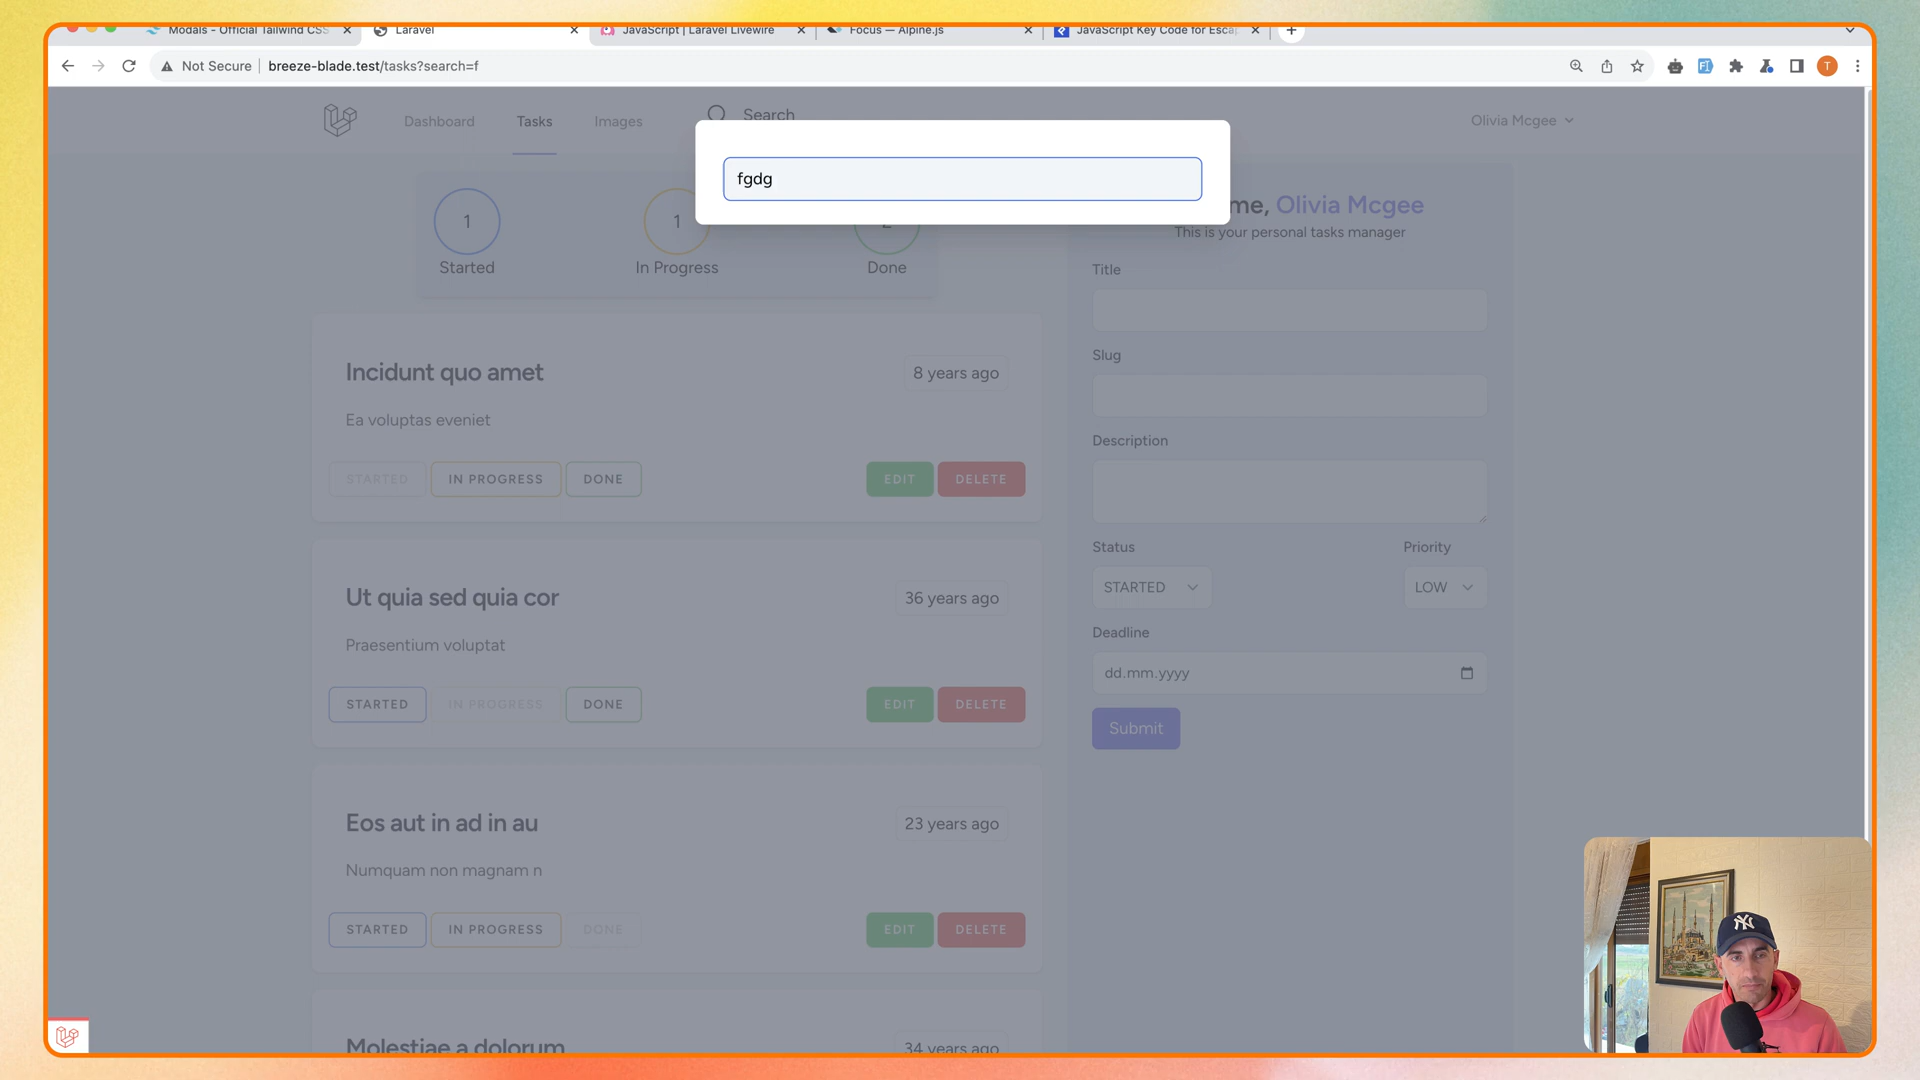 Modals - Official Tailwind CSS
Laravel
JavaScript | Laravel Livewire
Focus — Alpine.js
JavaScript Key Code for Escap
Not Secure
breeze-blade.test/tasks?search=f
T
Dashboard
Tasks
Images
Search
Olivia Mcgee
fgdg
1
1
Started
In Progress
Done
me, Olivia Mcgee
This is your personal tasks manager
Title
Slug
Description
Status
Priority
STARTED
LOW
Deadline
dd.mm.yyyy
Submit
Incidunt quo amet
8 years ago
Ea voluptas eveniet
STARTED
IN PROGRESS
DONE
EDIT
DELETE
Ut quia sed quia cor
36 years ago
Praesentium voluptat
STARTED
IN PROGRESS
DONE
EDIT
DELETE
Eos aut in ad in au
23 years ago
Numquam non magnam n
STARTED
IN PROGRESS
DONE
EDIT
DELETE
Molestiae a dolorum
34 years ago